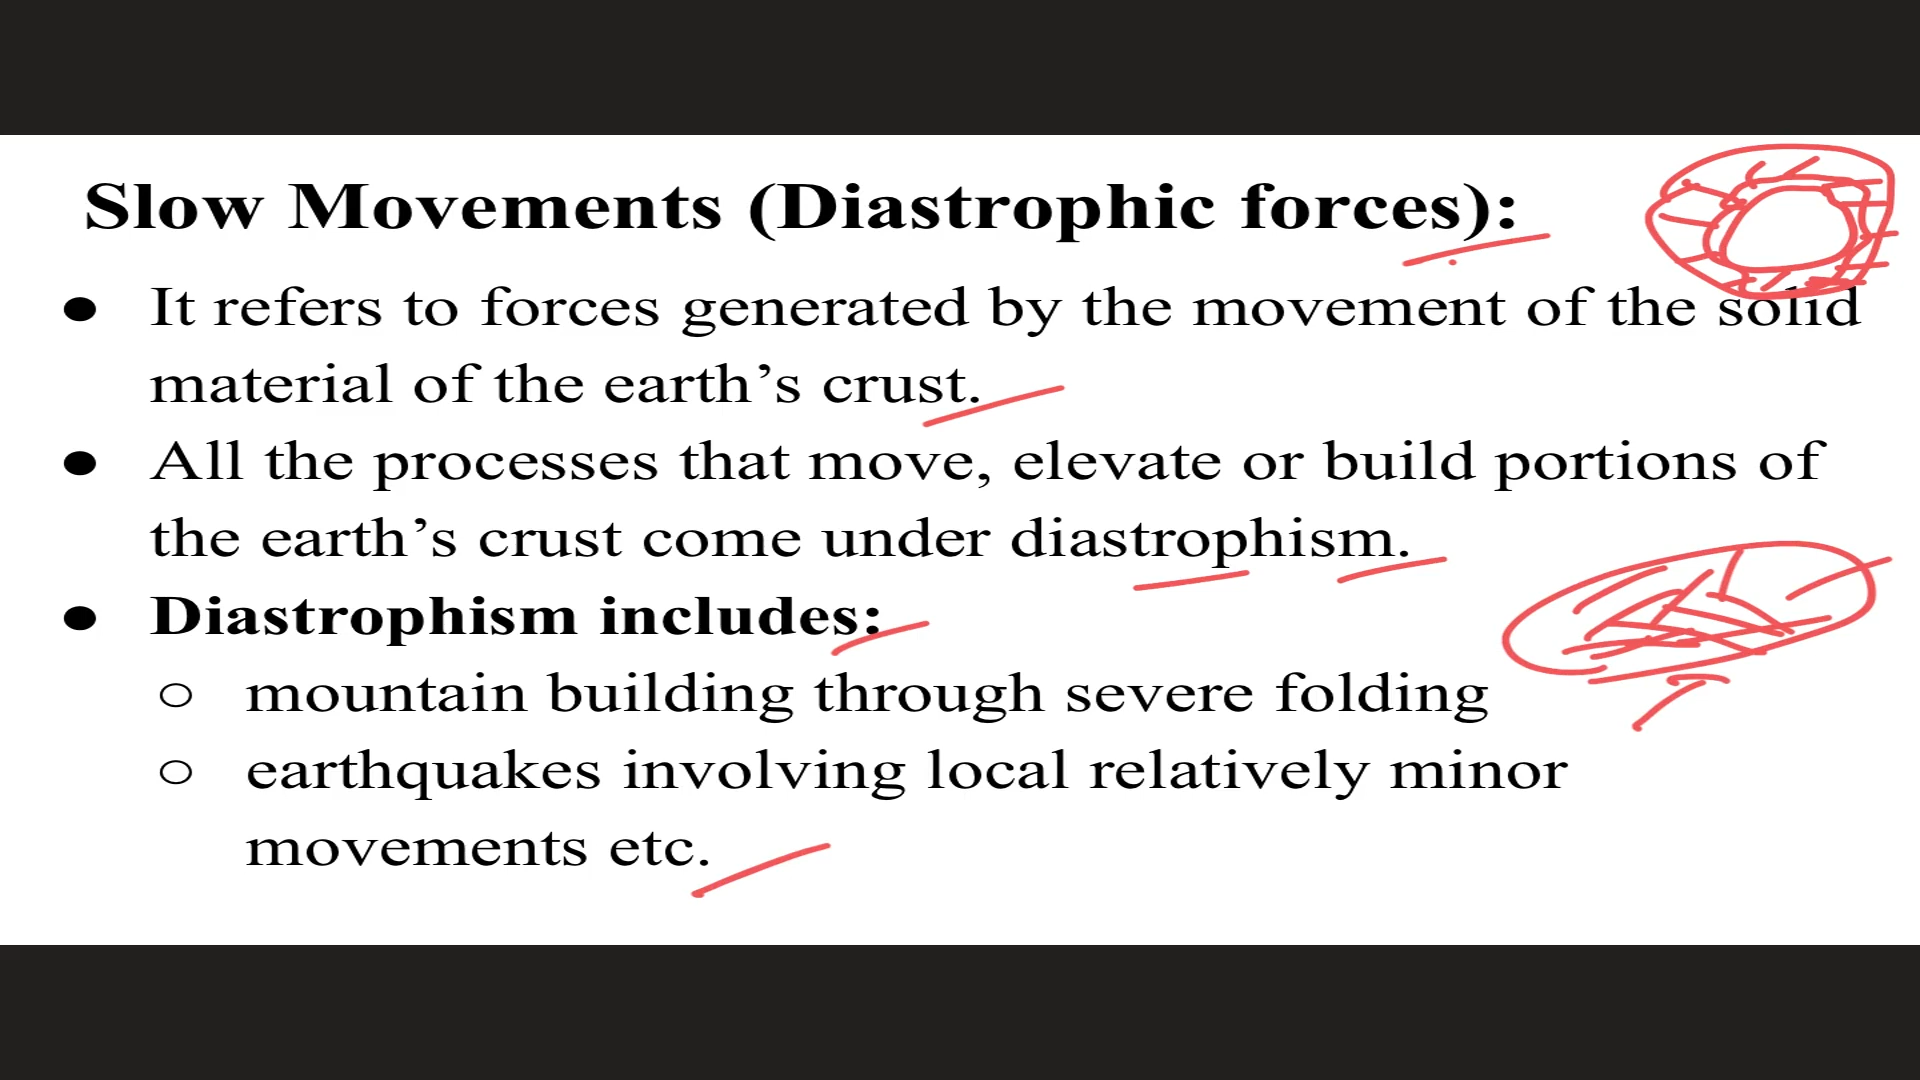 Slow Movements (Diastrophic forces):
● It refers to forces generated by the movement of the solid
material of the earth’s crust.
● All the processes that move, elevate or build portions of
the earth’s crust come under diastrophism.
● Diastrophism includes:
○ mountain building through severe folding
○ earthquakes involving local relatively minor
movements etc.